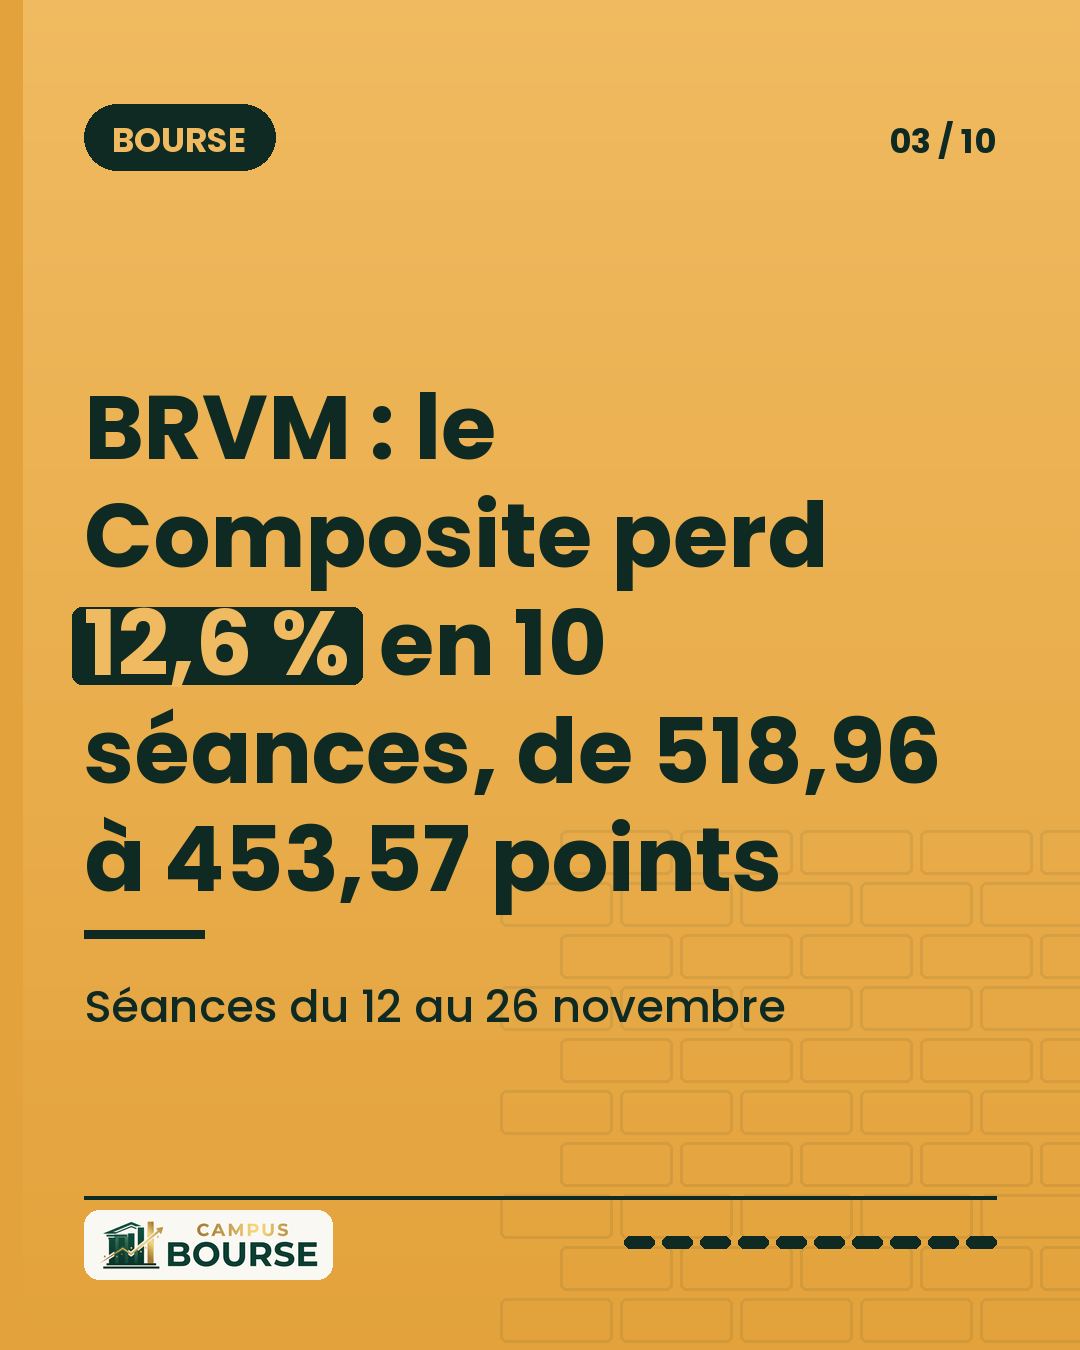 BOURSE
03 / 10
BRVM : le
Composite perd
12,6 % en 10
séances, de 518,96
à 453,57 points
Séances du 12 au 26 novembre
CAMPUS
BOURSE